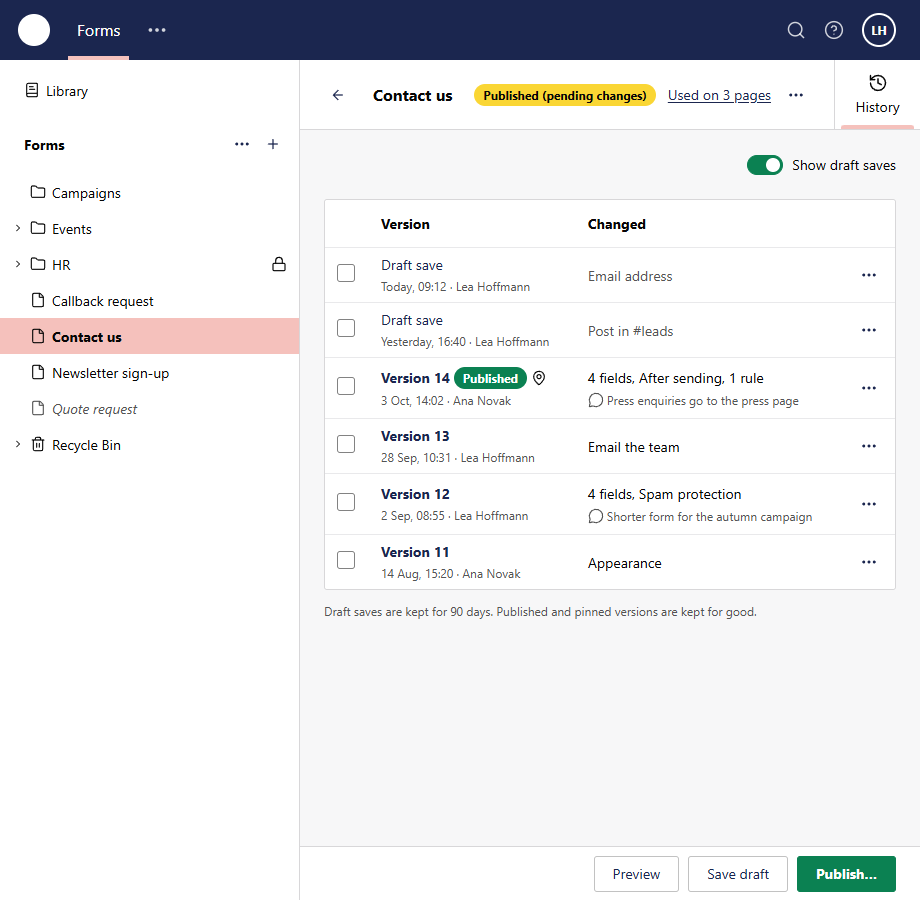 Forms
LH
Library
Contact us
Published (pending changes)
Used on 3 pages
History
Forms
Show draft saves
Campaigns
Events
HR
Callback request
Contact us
Newsletter sign-up
Quote request
Recycle Bin
Version Changed
Draft save
Today, 09:12 · Lea Hoffmann
Email address
Draft save
Yesterday, 16:40 · Lea Hoffmann
Post in #leads
Version 14 Published
3 Oct, 14:02 · Ana Novak
4 fields, After sending, 1 rule
Press enquiries go to the press page
Version 13
28 Sep, 10:31 · Lea Hoffmann
Email the team
Version 12
2 Sep, 08:55 · Lea Hoffmann
4 fields, Spam protection
Shorter form for the autumn campaign
Version 11
14 Aug, 15:20 · Ana Novak
Appearance
Draft saves are kept for 90 days. Published and pinned versions are kept for good.
Preview
Save draft
Publish...